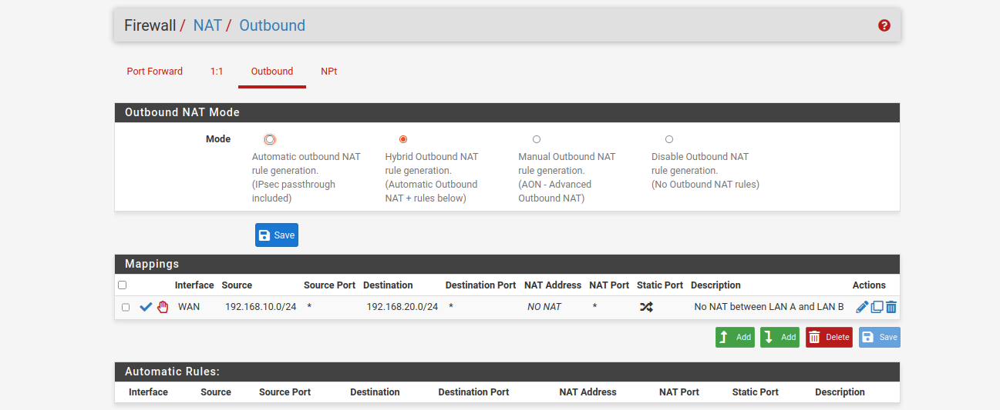 Firewall / NAT / Outbound
Port Forward 1:1 Outbound NPt
Outbound NAT Mode
Mode
Automatic outbound NAT
rule generation.
(IPsec passthrough
included)
Hybrid Outbound NAT
rule generation.
(Automatic Outbound
NAT + rules below)
Manual Outbound NAT
rule generation.
(AON - Advanced
Outbound NAT)
Disable Outbound NAT
rule generation.
(No Outbound NAT rules)
Save
Mappings
Interface Source Source Port Destination Destination Port NAT Address NAT Port Static Port Description Actions
WAN 192.168.10.0/24 * 192.168.20.0/24 * NO NAT * No NAT between LAN A and LAN B
Add Add Delete Save
Automatic Rules:
Interface Source Source Port Destination Destination Port NAT Address NAT Port Static Port Description